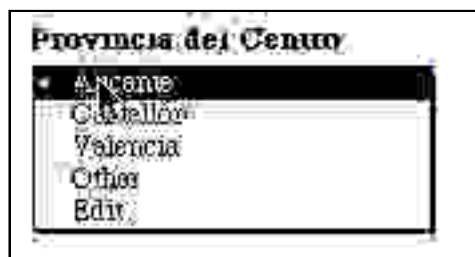 Provincia del Centro
Alicante
Castellón
Valencia
Other
Edit